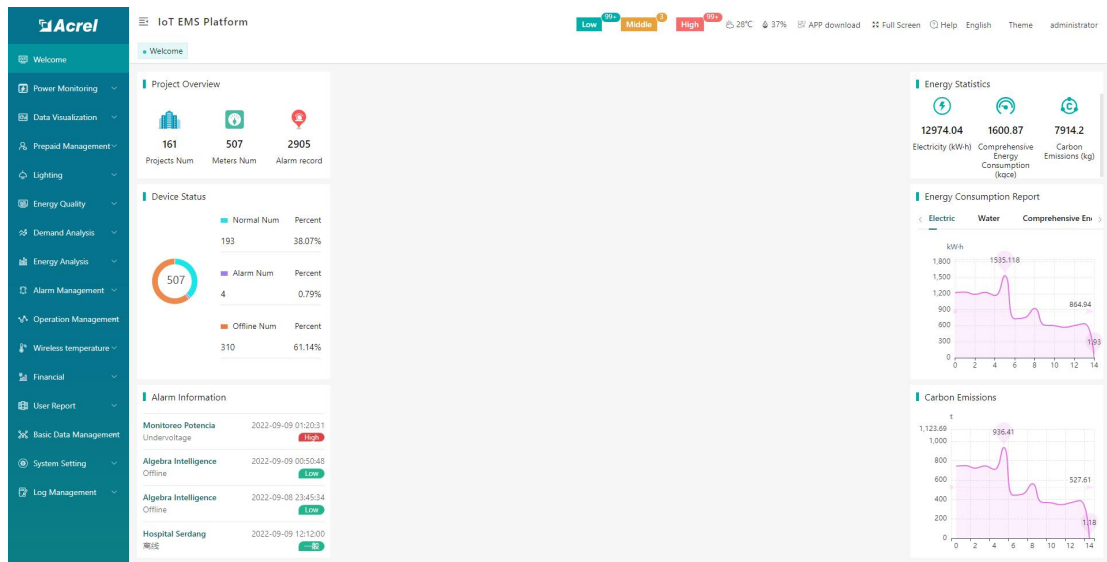 Acrel
IoT EMS Platform
Low 99+ Middle 3 High 99+ 28℃ 37% APP download Full Screen Help English Theme administrator
Welcome
Welcome
Power Monitoring
Data Visualization
Prepaid Management
Lighting
Energy Quality
Demand Analysis
Energy Analysis
Alarm Management
Operation Management
Wireless temperature
Financial
User Report
Basic Data Management
System Setting
Log Management
Project Overview
161 507 2905
Projects Num Meters Num Alarm record
Device Status
507
Normal Num Percent
193 38.07%
Alarm Num Percent
4 0.79%
Offline Num Percent
310 61.14%
Alarm Information
Monitoreo Potencia 2022-09-09 01:20:31
Undervoltage High
Algebra Intelligence 2022-09-09 00:50:48
Offline Low
Algebra Intelligence 2022-09-08 23:45:34
Offline Low
Hospital Serdang 2022-09-09 12:12:00
离线 一般
Energy Statistics
12974.04 1600.87 7914.2
Electricity (kW·h) Comprehensive Carbon
Energy Emissions (kg)
Consumption
(kgce)
Energy Consumption Report
Electric Water Comprehensive En
kW·h
1,800 1535.118
1,500
1,200
900 864.94
600
300 1.93
0
0 2 4 6 8 10 12 14
Carbon Emissions
t
1,123.69 936.41
1,000
800
600 527.61
400
200 1.18
0
0 2 4 6 8 10 12 14